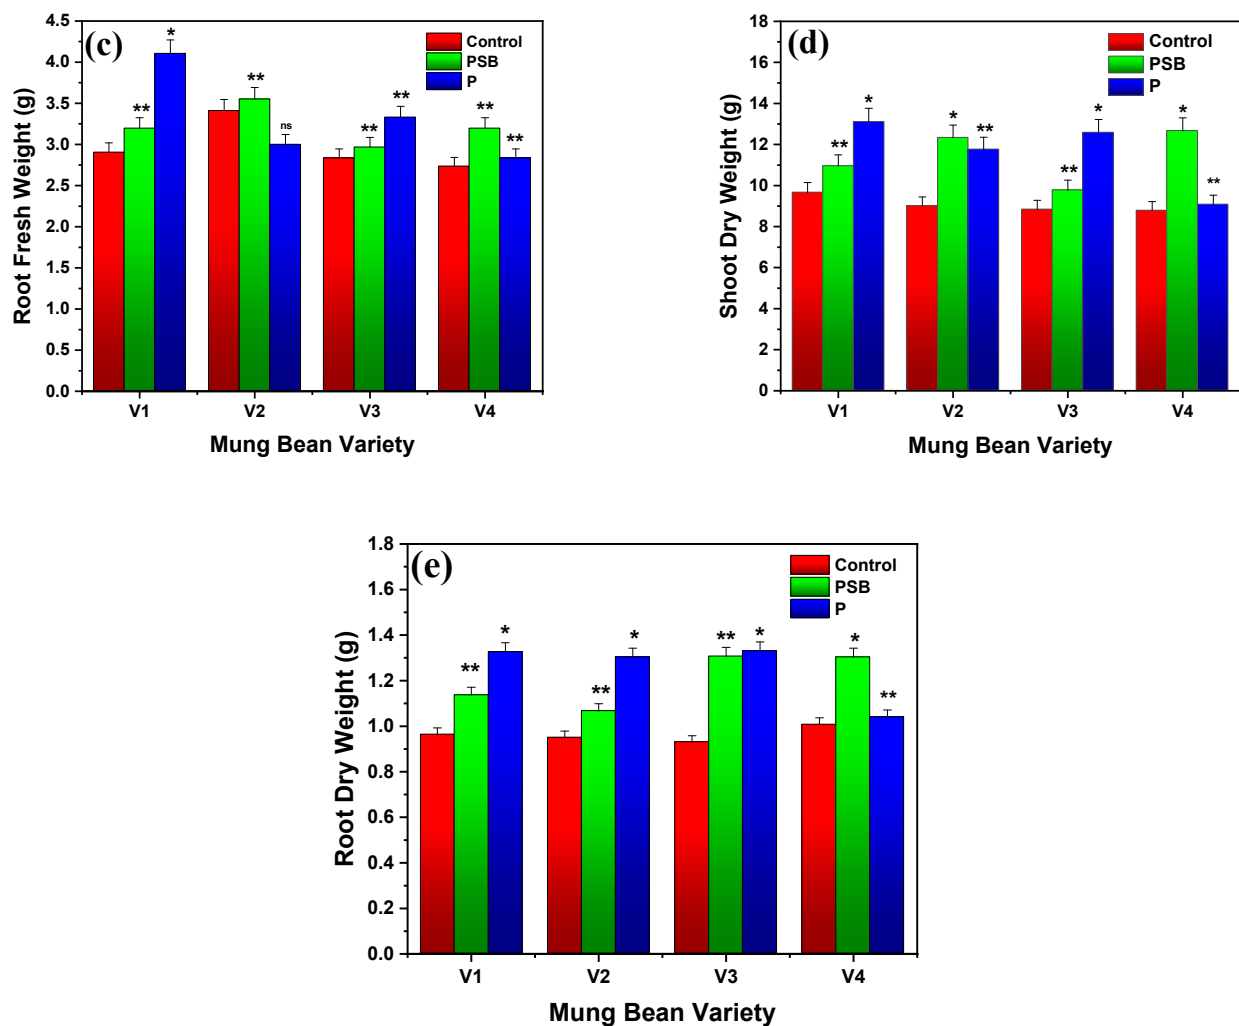 (c)
Control
PSB
P
Root Fresh Weight (g)
4.5
4.0
3.5
3.0
2.5
2.0
1.5
1.0
0.5
0.0
** *
** ns
** **
** **
V1 V2 V3 V4
Mung Bean Variety
(d)
Control
PSB
P
Shoot Dry Weight (g)
18
16
14
12
10
8
6
4
2
0
** *
* **
** *
* **
V1 V2 V3 V4
Mung Bean Variety
(e)
Control
PSB
P
Root Dry Weight (g)
1.8
1.6
1.4
1.2
1.0
0.8
0.6
0.4
0.2
0.0
** *
** *
** *
* **
V1 V2 V3 V4
Mung Bean Variety